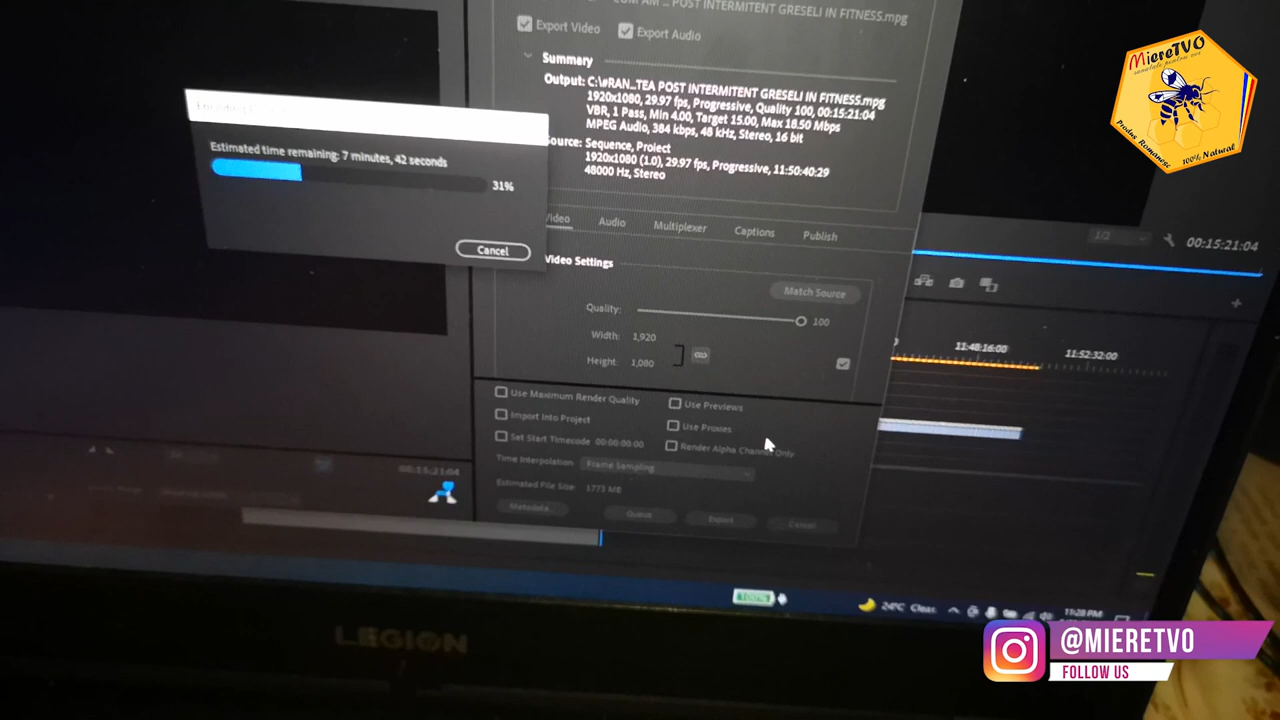 POST INTERMITENT GRESELI IN FITNESS.mpg
Export Video
Export Audio
Summary
Output: C:\#RAN...TEA POST INTERMITENT GRESELI IN FITNESS.mpg
1920x1080, 29.97 fps, Progressive, Quality 100, 00:15:21:04
VBR, 1 Pass, Min 4.00, Target 15.00, Max 18.50 Mbps
MPEG Audio, 384 kbps, 48 kHz, Stereo, 16 bit
Source: Sequence, Proiect
1920x1080 (1.0), 29.97 fps, Progressive, 11:50:40:29
48000 Hz, Stereo
Estimated time remaining: 7 minutes, 42 seconds
31%
Cancel
Video
Audio
Multiplexer
Captions
Publish
Video Settings
Match Source
Quality:
100
Width: 1,920
Height: 1,080
Use Maximum Render Quality
Use Previews
Import Into Project
Use Proxies
Set Start Timecode 00:00:00:00
Render Alpha Channel Only
Time Interpolation
Frame Sampling
Estimated File Size: 1773 MB
Metadata...
Queue
Export
Cancel
00:15:21:04
1/2
00:15:21:04
11:48:16:00
11:52:32:00
100%
24°C Clear
11:28 PM
LEGION
MiereTVO
Produs Romanesc
100% Natural
@MIERETVO
FOLLOW US